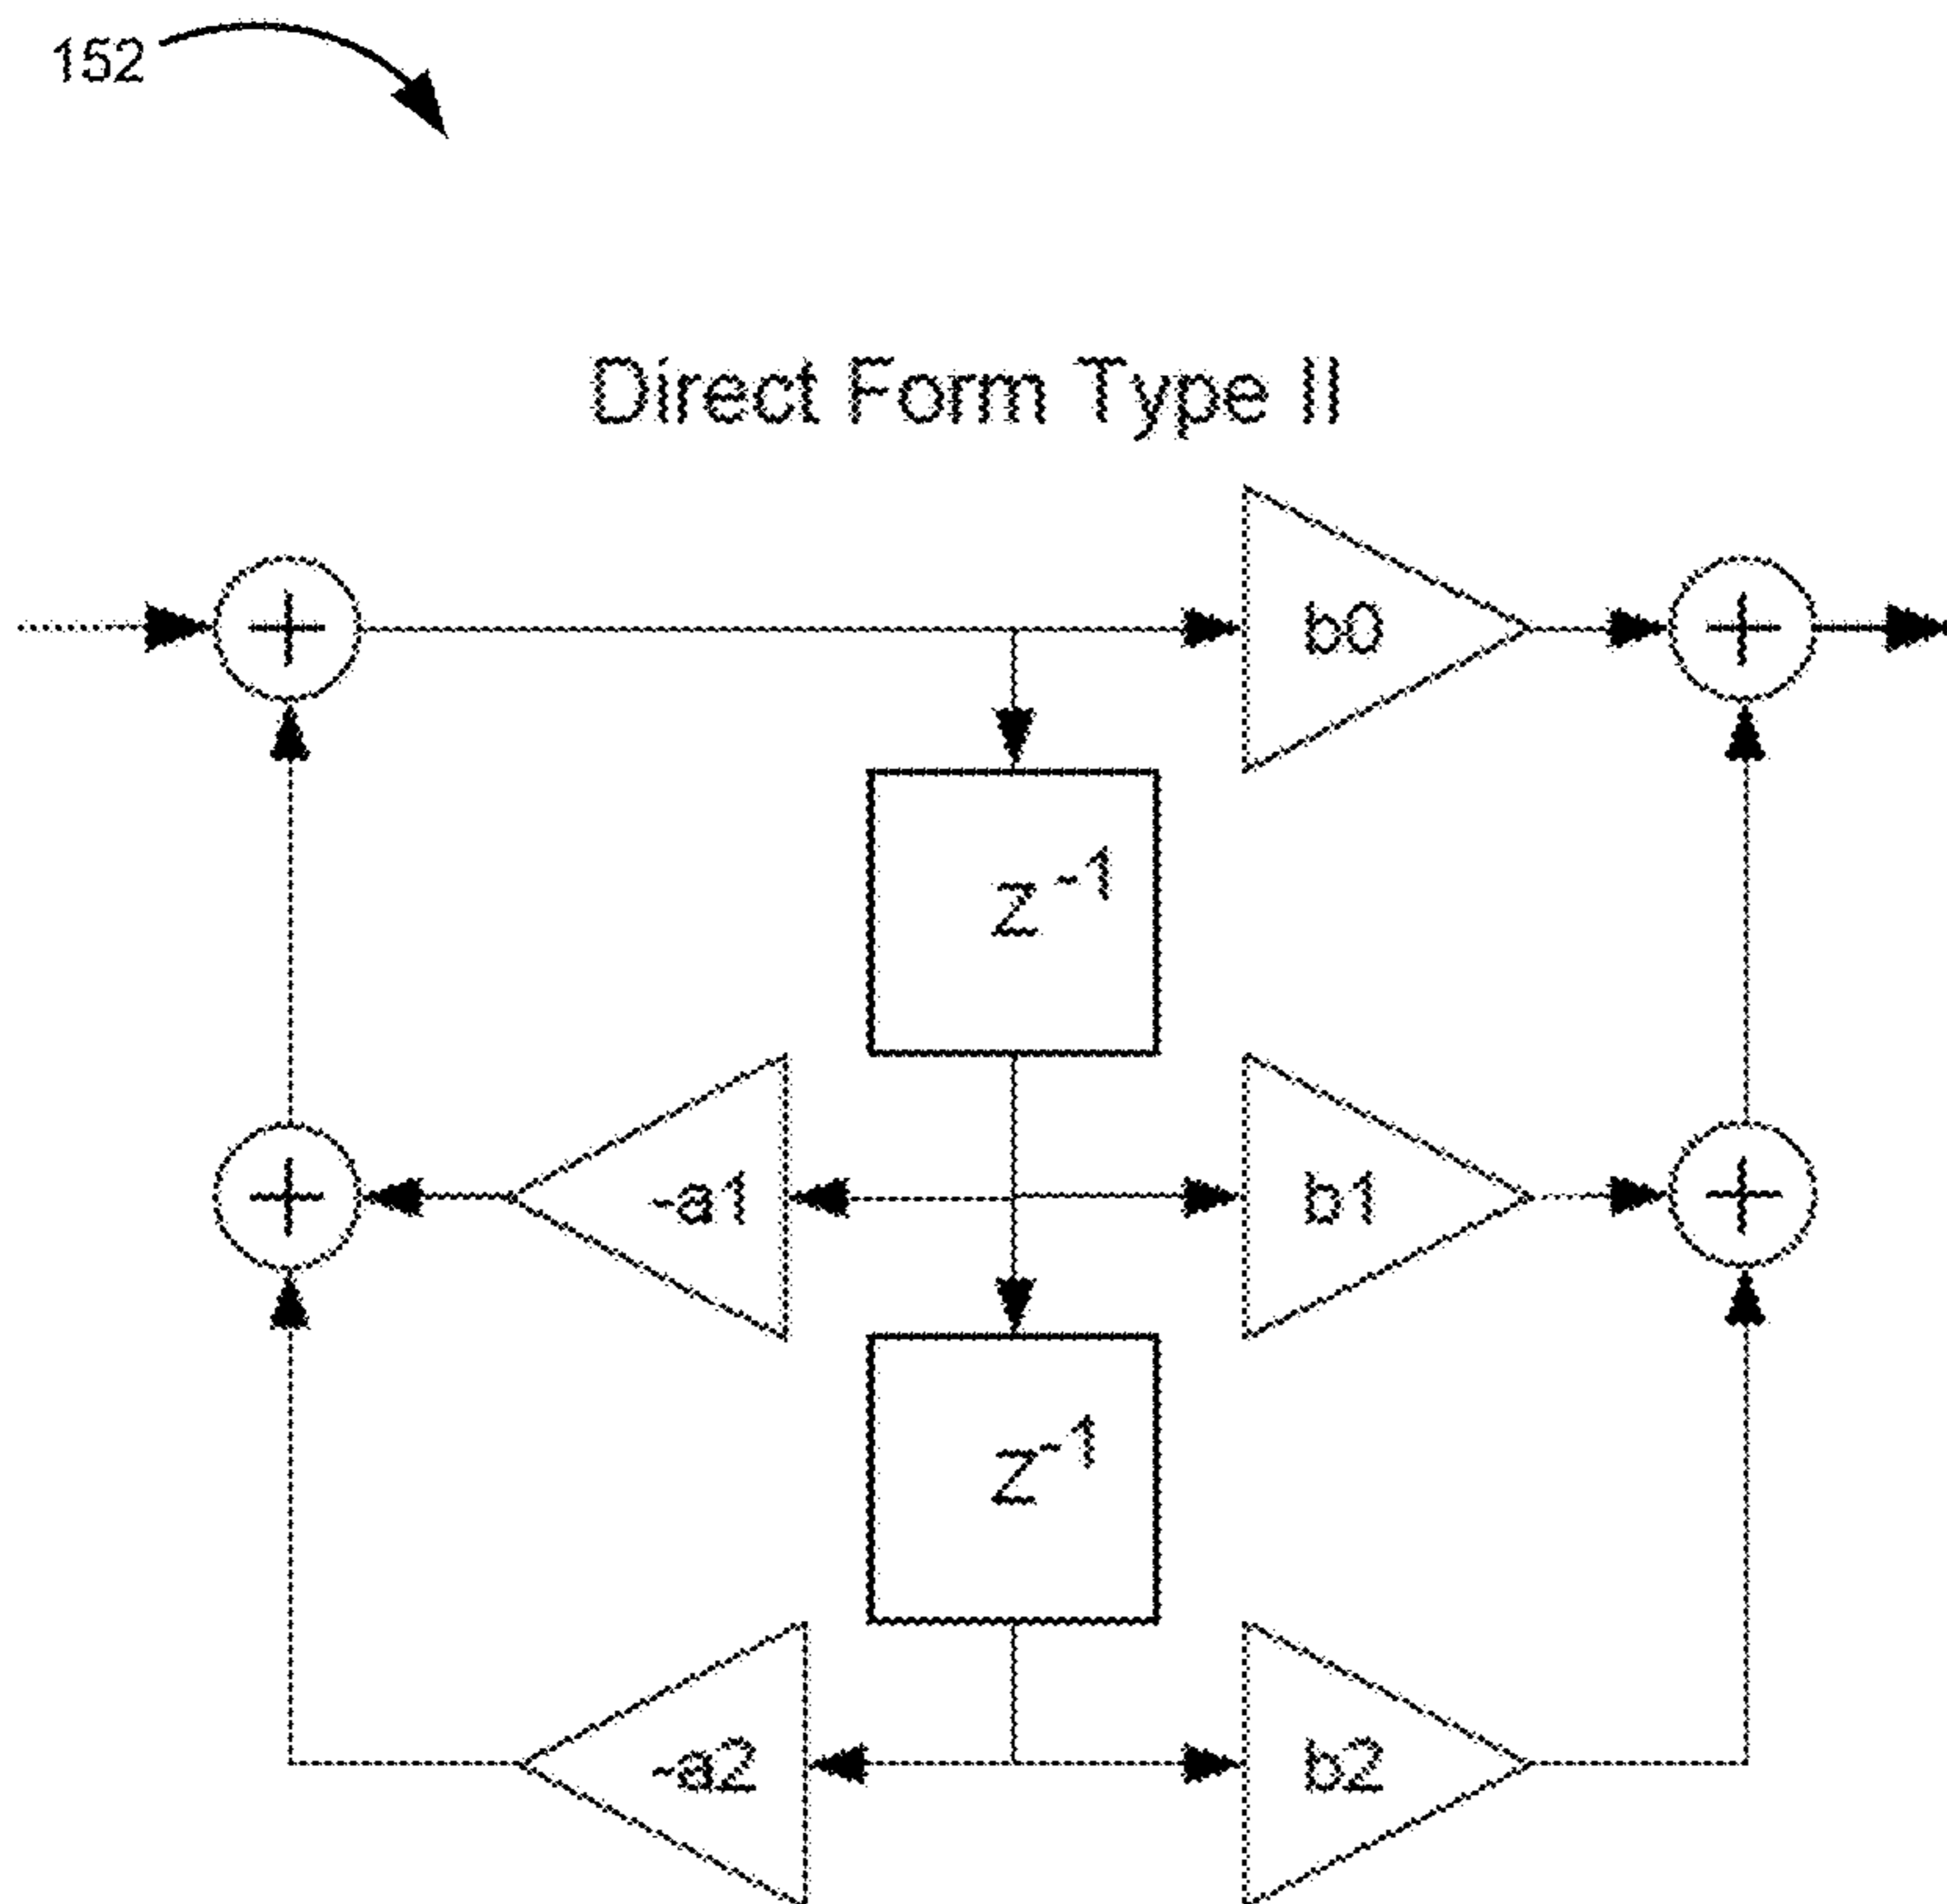 152
Direct Form Type II
b0
z⁻¹
-a1
b1
z⁻¹
-a2
b2